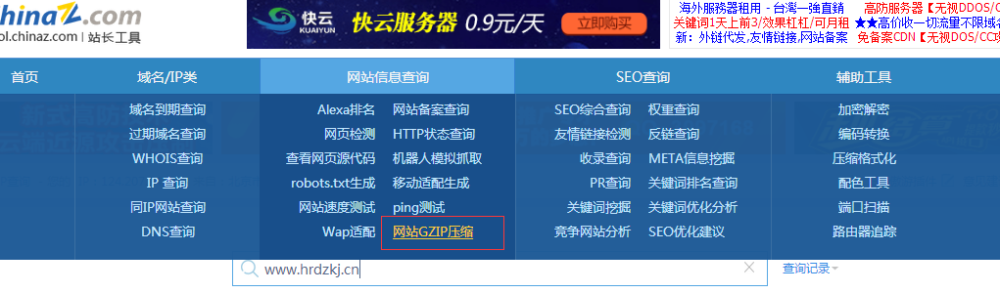 hinaZ.com
ol.chinaz.com | 站长工具
快云 KUAIYUN 快云服务器 0.9元/天 立即购买
海外服務器租用 - 台灣一強直銷 高防服务器【无视DDOS/C
关键词1天上前3/效果杠杠/可月租 ★★高价收一切流量不限域名
新: 外链代发,友情链接,网站备案 免备案CDN【无视DDOS/CC攻
首页 域名/IP类 网站信息查询 SEO查询 辅助工具
域名到期查询 Alexa排名 网站备案查询 SEO综合查询 权重查询 加密解密
过期域名查询 网页检测 HTTP状态查询 友情链接检测 反链查询 编码转换
WHOIS查询 查看网页源代码 机器人模拟抓取 收录查询 META信息挖掘 压缩格式化
IP 查询 robots.txt生成 移动适配生成 PR查询 关键词排名查询 配色工具
同IP网站查询 网站速度测试 ping测试 关键词挖掘 关键词优化分析 端口扫描
DNS查询 Wap适配 网站GZIP压缩 竞争网站分析 SEO优化建议 路由器追踪
www.hrdzkj.cn 查询记录